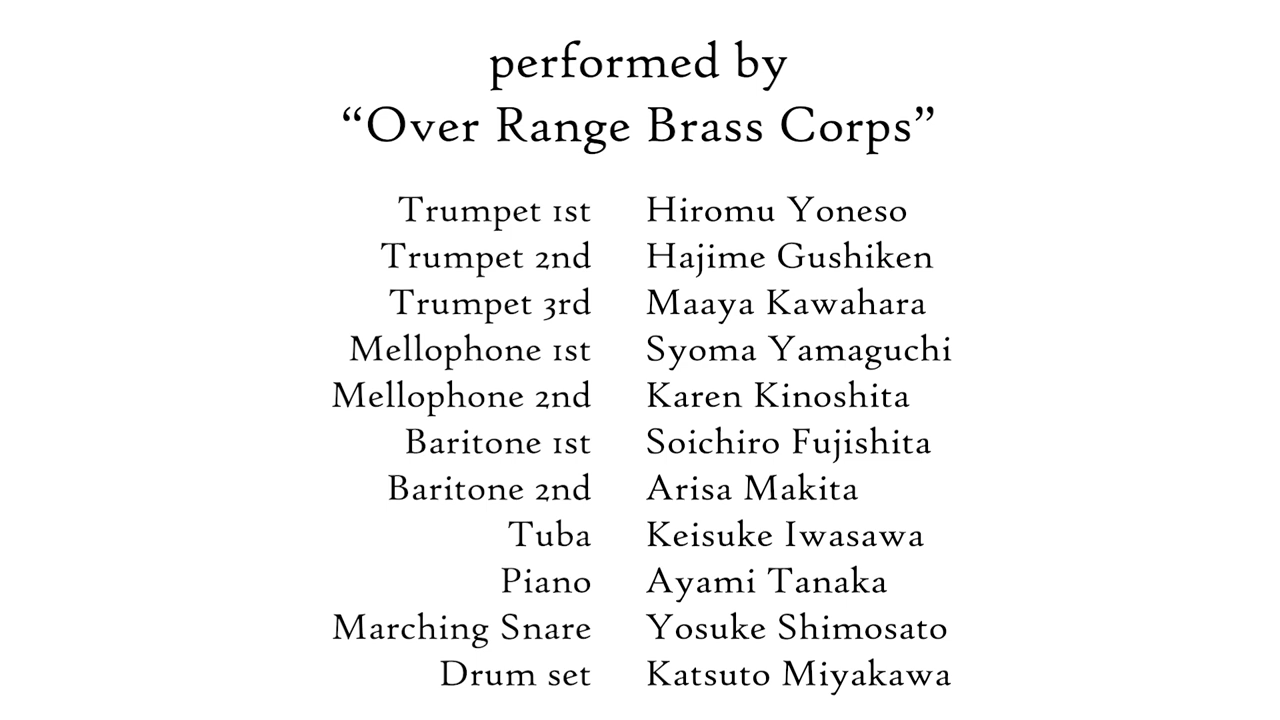 performed by
“Over Range Brass Corps”
Trumpet 1st Hiromu Yoneso
Trumpet 2nd Hajime Gushiken
Trumpet 3rd Maaya Kawahara
Mellophone 1st Syoma Yamaguchi
Mellophone 2nd Karen Kinoshita
Baritone 1st Soichiro Fujishita
Baritone 2nd Arisa Makita
Tuba Keisuke Iwasawa
Piano Ayami Tanaka
Marching Snare Yosuke Shimosato
Drum set Katsuto Miyakawa